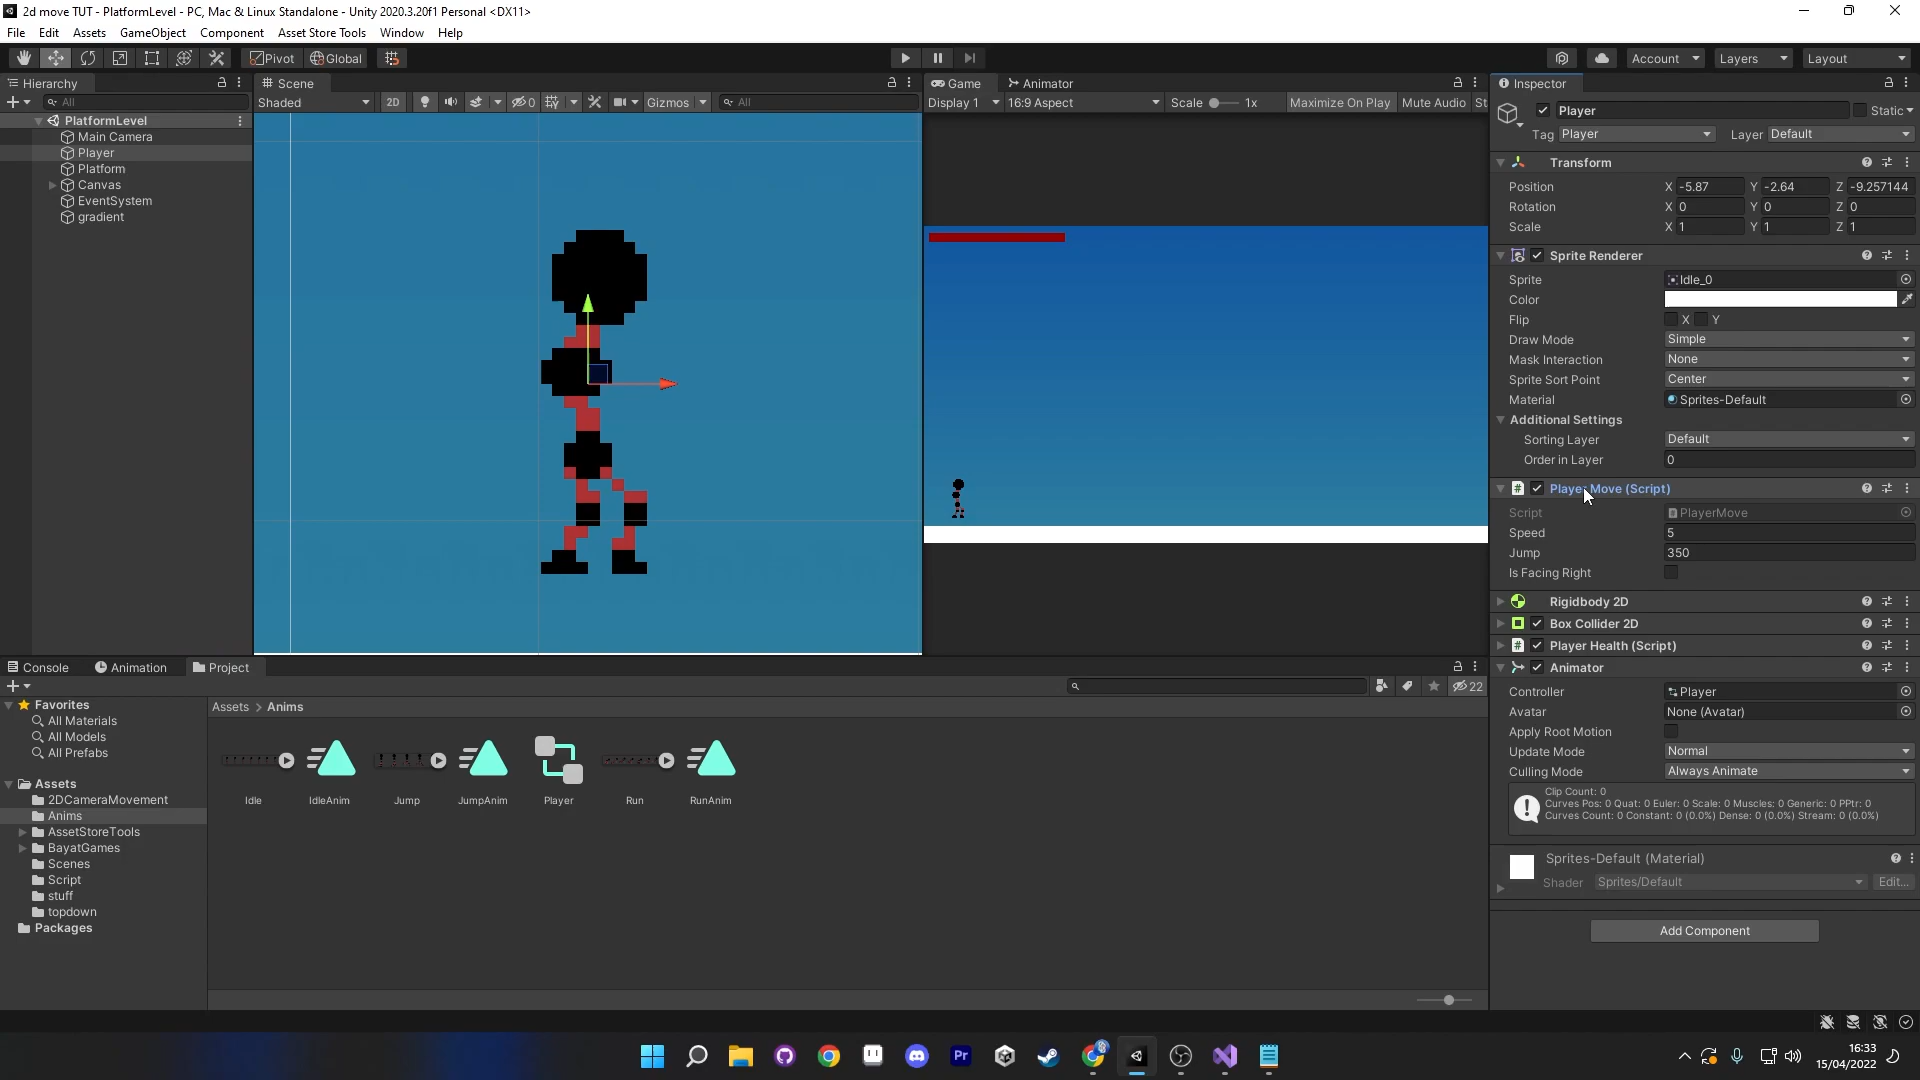 2d move TUT - PlatformLevel - PC, Mac & Linux Standalone - Unity 2020.3.20f1 Personal <DX11>
File Edit Assets GameObject Component Asset Store Tools Window Help
Pivot Global Account Layers Layout
Hierarchy Scene Game Animator Inspector
All Shaded 2D 0 Gizmos All Display 1 16:9 Aspect Scale 1x Maximize On Play Mute Audio St
PlatformLevel
Main Camera
Player
Platform
Canvas
EventSystem
gradient
Player Static
Tag Player Layer Default
Transform
Position X -5.87 Y -2.64 Z -9.257144
Rotation X 0 Y 0 Z 0
Scale X 1 Y 1 Z 1
Sprite Renderer
Sprite Idle_0
Color
Flip X Y
Draw Mode Simple
Mask Interaction None
Sprite Sort Point Center
Material Sprites-Default
Additional Settings
Sorting Layer Default
Order in Layer 0
Player Move (Script)
Script PlayerMove
Speed 5
Jump 350
Is Facing Right
Rigidbody 2D
Box Collider 2D
Player Health (Script)
Animator
Controller Player
Avatar None (Avatar)
Apply Root Motion
Update Mode Normal
Culling Mode Always Animate
Clip Count: 0
Curves Pos: 0 Quat: 0 Euler: 0 Scale: 0 Muscles: 0 Generic: 0 PPtr: 0
Curves Count: 0 Constant: 0 (0.0%) Dense: 0 (0.0%) Stream: 0 (0.0%)
Sprites-Default (Material)
Shader Sprites/Default Edit...
Add Component
Console Animation Project
22
Favorites
All Materials
All Models
All Prefabs
Assets
2DCameraMovement
Anims
AssetStoreTools
BayatGames
Scenes
Script
stuff
topdown
Packages
Assets > Anims
Idle IdleAnim Jump JumpAnim Player Run RunAnim
Pr
16:33
15/04/2022